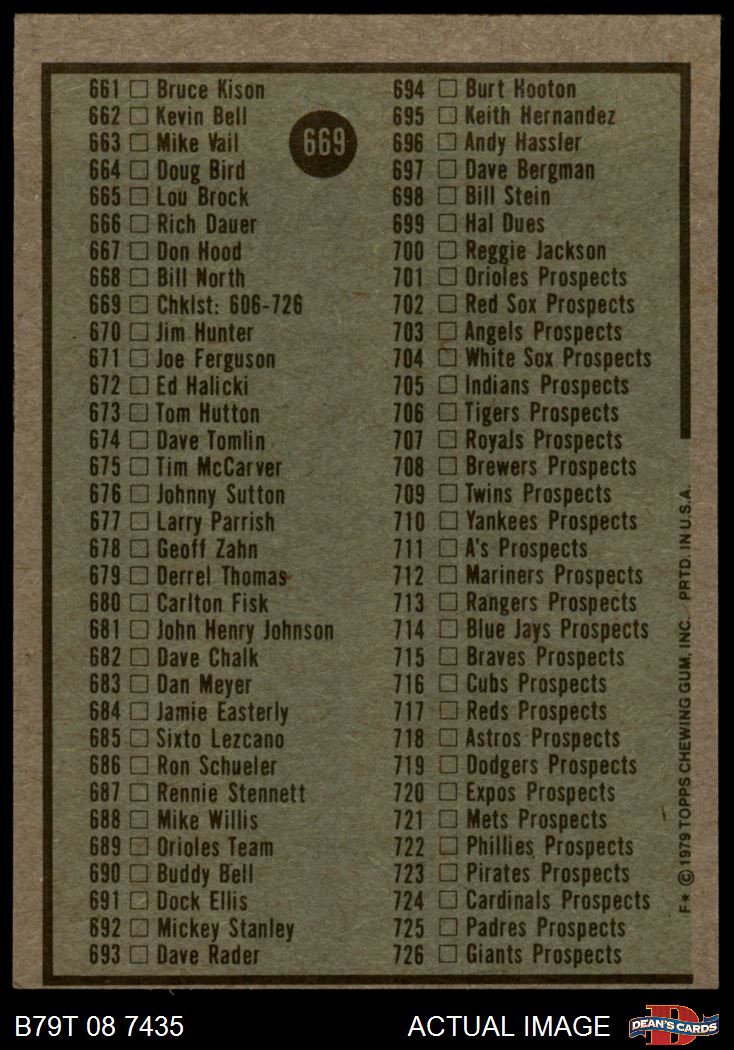 661 Bruce Kison
662 Kevin Bell
663 Mike Vail
664 Doug Bird
665 Lou Brock
666 Rich Dauer
667 Don Hood
668 Bill North
669 Chklst: 606-726
670 Jim Hunter
671 Joe Ferguson
672 Ed Halicki
673 Tom Hutton
674 Dave Tomlin
675 Tim McCarver
676 Johnny Sutton
677 Larry Parrish
678 Geoff Zahn
679 Derrel Thomas
680 Carlton Fisk
681 John Henry Johnson
682 Dave Chalk
683 Dan Meyer
684 Jamie Easterly
685 Sixto Lezcano
686 Ron Schueler
687 Rennie Stennett
688 Mike Willis
689 Orioles Team
690 Buddy Bell
691 Dock Ellis
692 Mickey Stanley
693 Dave Rader
669
694 Burt Hooton
695 Keith Hernandez
696 Andy Hassler
697 Dave Bergman
698 Bill Stein
699 Hal Dues
700 Reggie Jackson
701 Orioles Prospects
702 Red Sox Prospects
703 Angels Prospects
704 White Sox Prospects
705 Indians Prospects
706 Tigers Prospects
707 Royals Prospects
708 Brewers Prospects
709 Twins Prospects
710 Yankees Prospects
711 A's Prospects
712 Mariners Prospects
713 Rangers Prospects
714 Blue Jays Prospects
715 Braves Prospects
716 Cubs Prospects
717 Reds Prospects
718 Astros Prospects
719 Dodgers Prospects
720 Expos Prospects
721 Mets Prospects
722 Phillies Prospects
723 Pirates Prospects
724 Cardinals Prospects
725 Padres Prospects
726 Giants Prospects
F* © 1979 TOPPS CHEWING GUM, INC. PRTD. IN U.S.A.
B79T 08 7435 ACTUAL IMAGE
D
DEAN'S CARDS